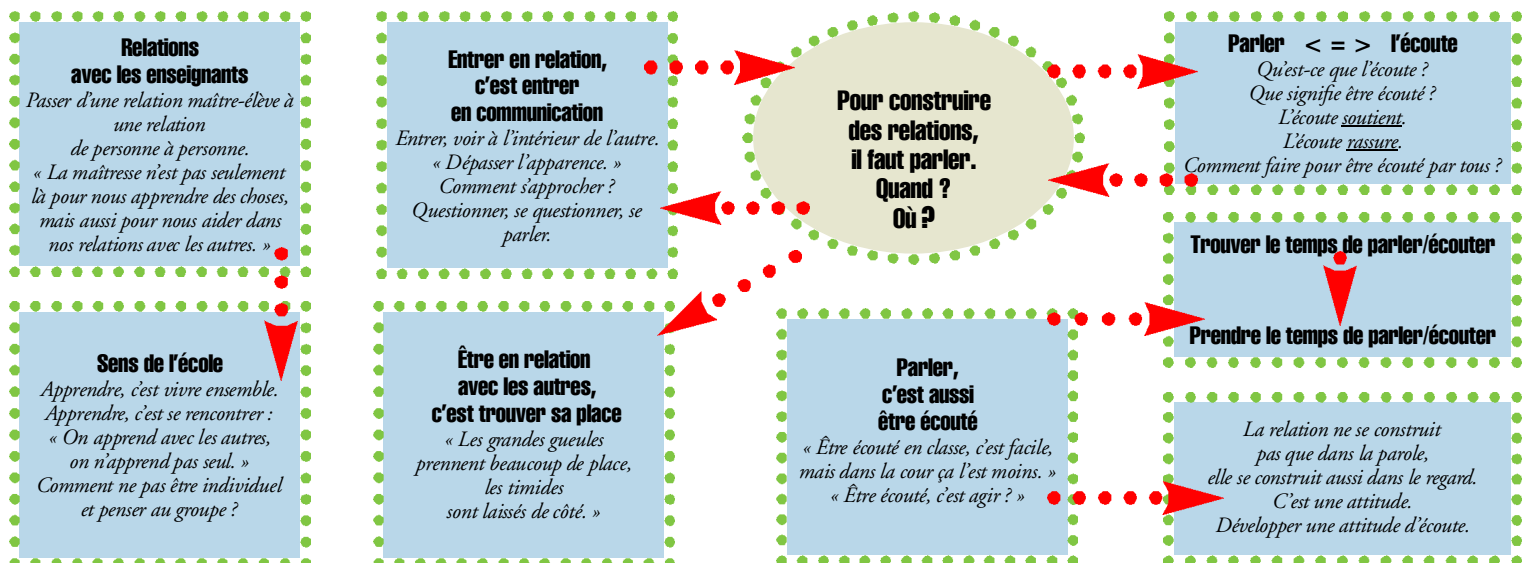 Relations
avec les enseignants
Passer d'une relation maître-élève à
une relation
de personne à personne.
« La maîtresse n'est pas seulement
là pour nous apprendre des choses,
mais aussi pour nous aider dans
nos relations avec les autres. »
Entrer en relation,
c'est entrer
en communication
Entrer, voir à l'intérieur de l'autre.
« Dépasser l'apparence. »
Comment s'approcher ?
Questionner, se questionner, se
parler.
Pour construire
des relations,
il faut parler.
Quand ?
Où ?
Parler < = > l'écoute
Qu'est-ce que l'écoute ?
Que signifie être écouté ?
L'écoute soutient.
L'écoute rassure.
Comment faire pour être écouté par tous ?
Trouver le temps de parler/écouter
Prendre le temps de parler/écouter
Sens de l'école
Apprendre, c'est vivre ensemble.
Apprendre, c'est se rencontrer :
« On apprend avec les autres,
on n'apprend pas seul. »
Comment ne pas être individuel
et penser au groupe ?
Être en relation
avec les autres,
c'est trouver sa place
« Les grandes gueules
prennent beaucoup de place,
les timides
sont laissés de côté. »
Parler,
c'est aussi
être écouté
« Être écouté en classe, c'est facile,
mais dans la cour ça l'est moins. »
« Être écouté, c'est agir ? »
La relation ne se construit
pas que dans la parole,
elle se construit aussi dans le regard.
C'est une attitude.
Développer une attitude d'écoute.